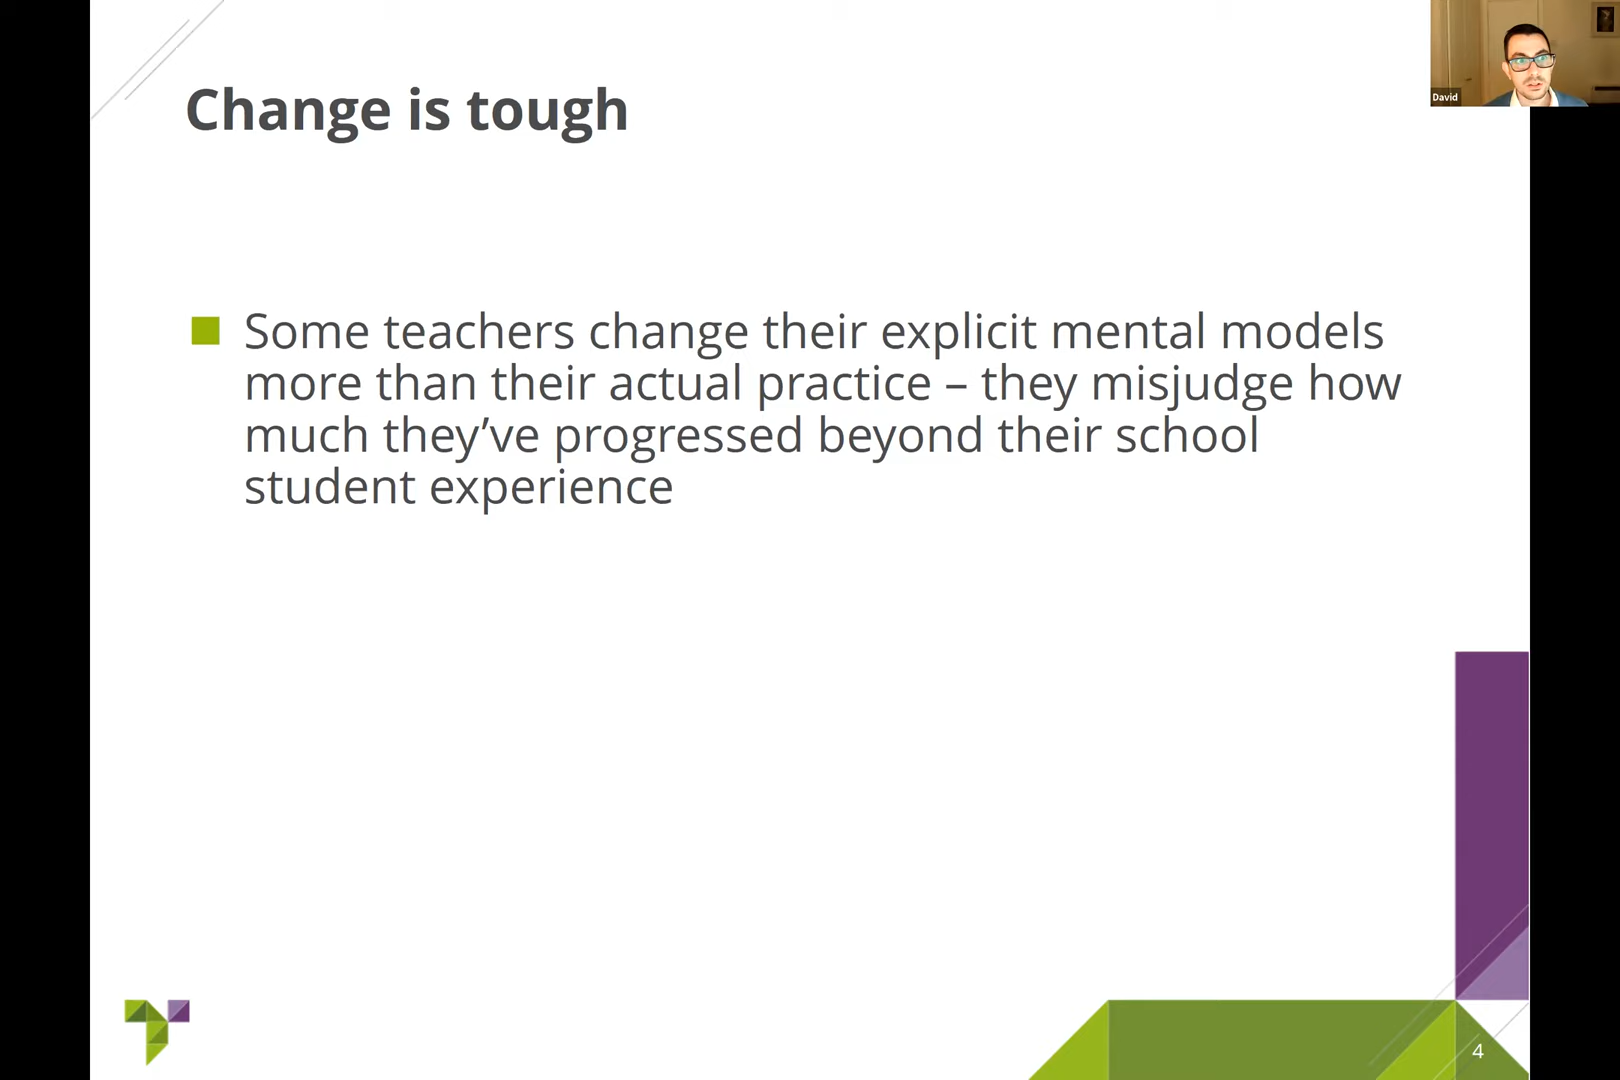 Change is tough
David
Some teachers change their explicit mental models
more than their actual practice – they misjudge how
much they’ve progressed beyond their school
student experience
4